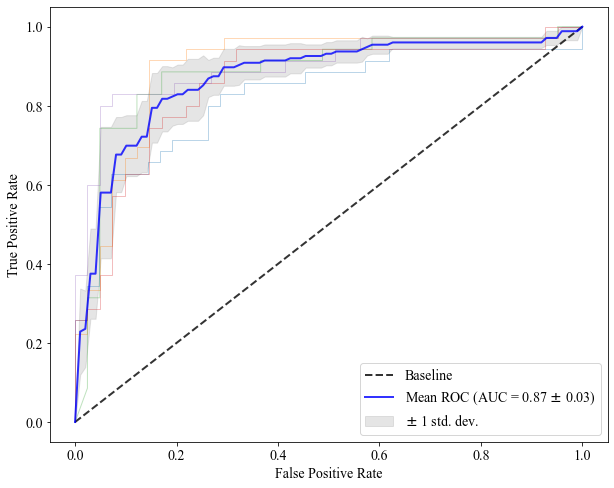 1.0
0.8
0.6
0.4
0.2
0.0
True Positive Rate
0.0 0.2 0.4 0.6 0.8 1.0
False Positive Rate
Baseline
Mean ROC (AUC = 0.87 ± 0.03)
± 1 std. dev.